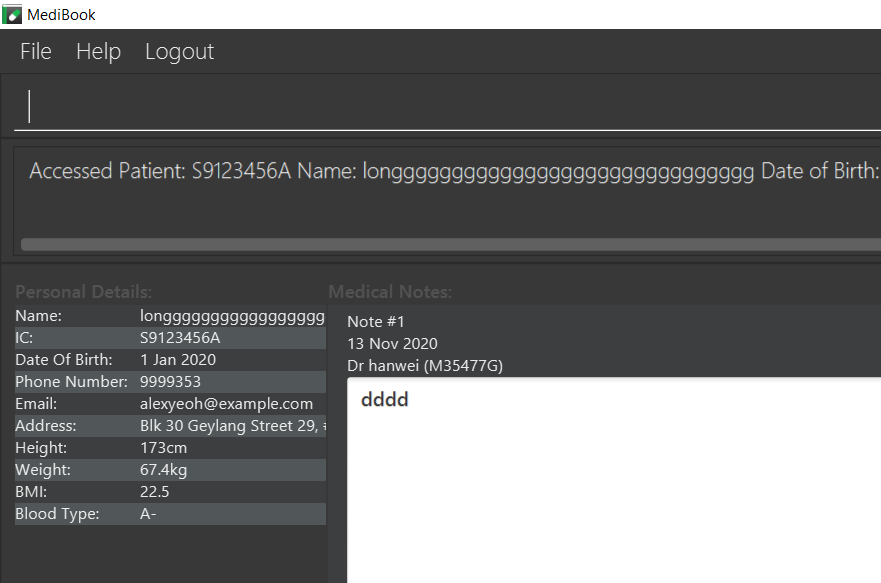 MediBook
File Help Logout
Accessed Patient: S9123456A Name: longggggggggggggggggggggggggggggg Date of Birth:
Personal Details:
Name: longggggggggggggggggg
IC: S9123456A
Date Of Birth: 1 Jan 2020
Phone Number: 9999353
Email: alexyeoh@example.com
Address: Blk 30 Geylang Street 29, #
Height: 173cm
Weight: 67.4kg
BMI: 22.5
Blood Type: A-
Medical Notes:
Note #1
13 Nov 2020
Dr hanwei (M35477G)
dddd